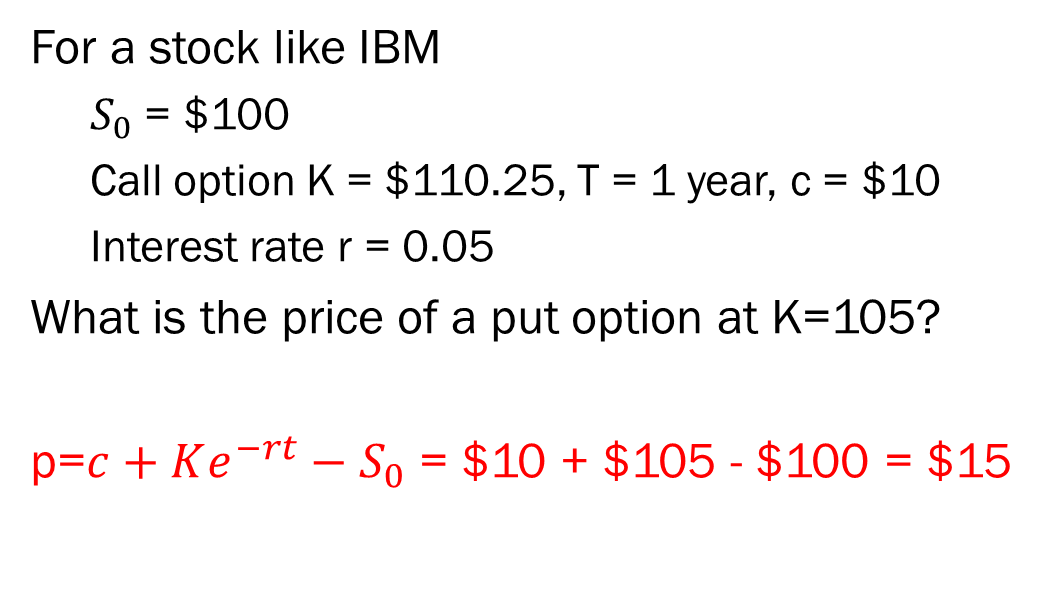 For a stock like IBM
S₀ = $100
Call option K = $110.25, T = 1 year, c = $10
Interest rate r = 0.05
What is the price of a put option at K=105?
p=c + Ke⁻ʳᵗ − S₀ = $10 + $105 - $100 = $15